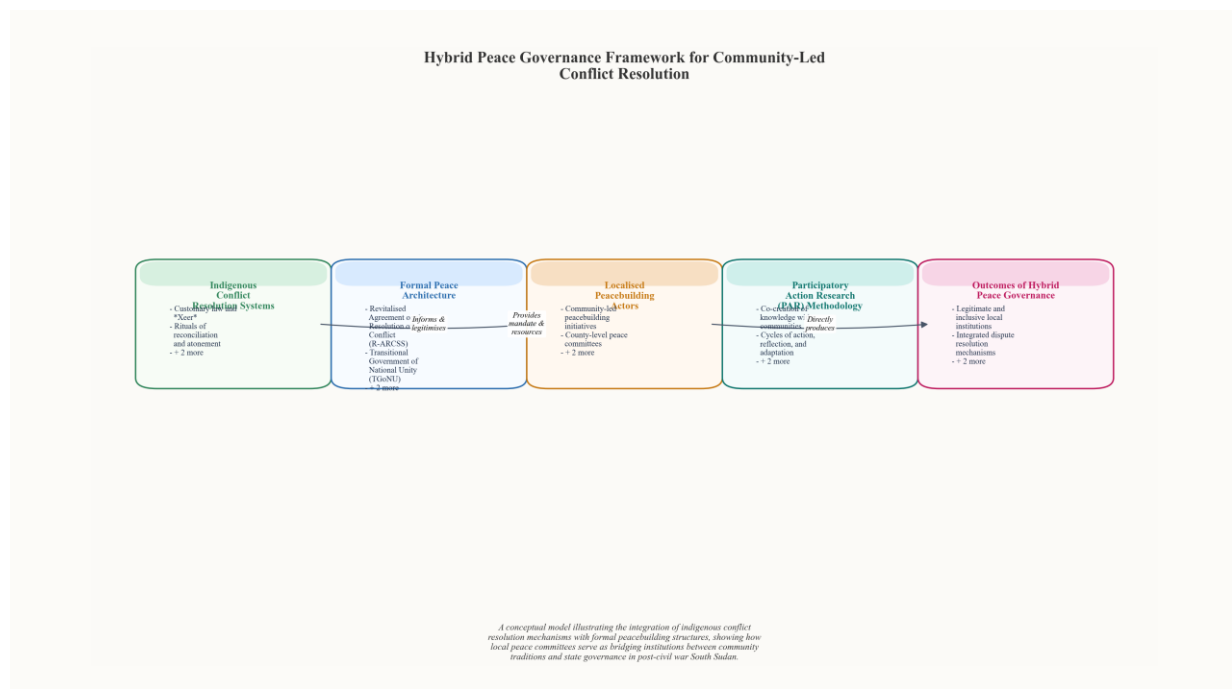 Hybrid Peace Governance Framework for Community-Led
Conflict Resolution
Indigenous
Conflict
Resolution Systems
- Customary law and
*Xeer*
- Rituals of
reconciliation
and atonement
- + 2 more
Formal Peace
Architecture
- Revitalised
Agreement o
Resolution o
Conflict
(R-ARCSS)
- Transitional
Government of
National Unity
(TGoNU)
- + 2 more
Informs &
legitimises
Provides
mandate &
resources
Localised
Peacebuilding
Actors
- Community-led
peacebuilding
initiatives
- County-level peace
committees
- + 2 more
Participatory
Action Research
(PAR) Methodology
- Co-creation of
knowledge w
communities
- Cycles of action,
reflection, and
adaptation
- + 2 more
Directly
produces
Outcomes of Hybrid
Peace Governance
- Legitimate and
inclusive local
institutions
- Integrated dispute
resolution
mechanisms
- + 2 more
A conceptual model illustrating the integration of indigenous conflict
resolution mechanisms with formal peacebuilding structures, showing how
local peace committees serve as bridging institutions between community
traditions and state governance in post-civil war South Sudan.